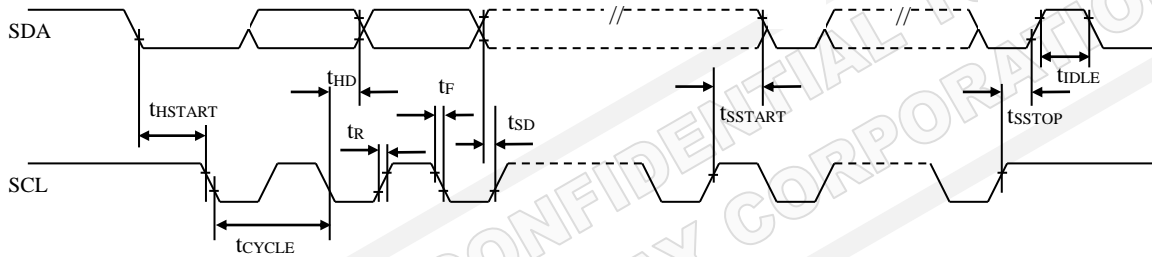 SDA
//
//
tHD
tF
tIDLE
tHSTART
tR
tSD
tSSTART
tSSTOP
SCL
tCYCLE
CONFIDENTIAL
CORPORATION